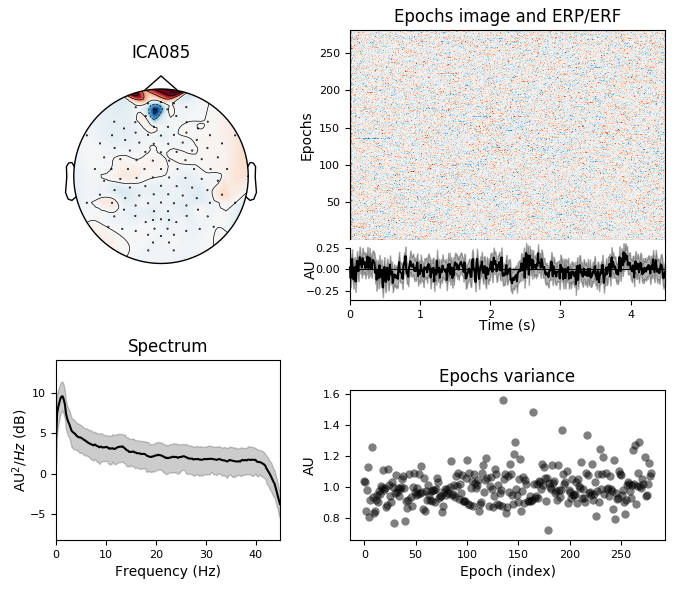 ICA085
Epochs image and ERP/ERF
Epochs
250
200
150
100
50
AU
0.25
0.00
−0.25
0 1 2 3 4
Time (s)
Spectrum
AU²/Hz (dB)
10
5
0
−5
0 10 20 30 40
Frequency (Hz)
Epochs variance
AU
1.6
1.4
1.2
1.0
0.8
0 50 100 150 200 250
Epoch (index)